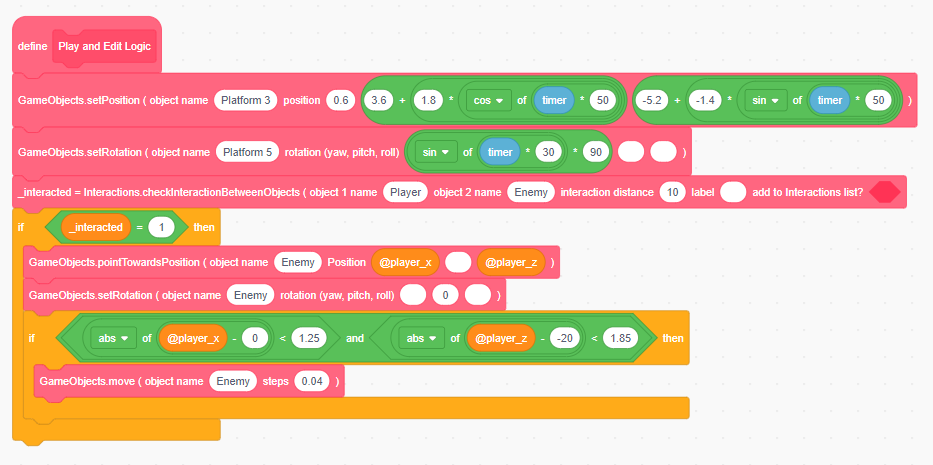 define Play and Edit Logic
GameObjects.setPosition ( object name Platform 3 position 0.6 3.6 + 1.8 * cos of timer * 50 -5.2 + -1.4 * sin of timer * 50 )
GameObjects.setRotation ( object name Platform 5 rotation (yaw, pitch, roll) sin of timer * 30 * 90 )
_interacted = Interactions.checkInteractionBetweenObjects ( object 1 name Player object 2 name Enemy interaction distance 10 label add to Interactions list?
if _interacted = 1 then
GameObjects.pointTowardsPosition ( object name Enemy Position @player_x @player_z )
GameObjects.setRotation ( object name Enemy rotation (yaw, pitch, roll) 0 )
if abs of @player_x - 0 < 1.25 and abs of @player_z - -20 < 1.85 then
GameObjects.move ( object name Enemy steps 0.04 )